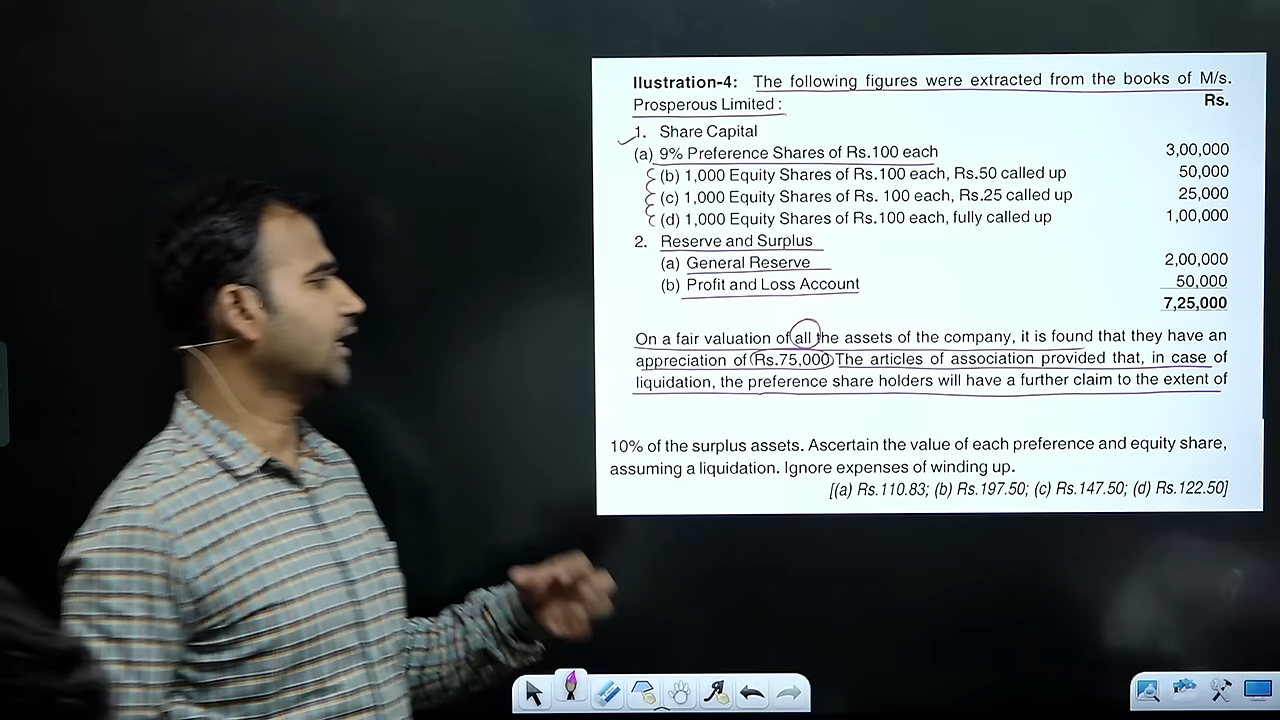 Ilustration-4: The following figures were extracted from the books of M/s.
Prosperous Limited :
Rs.
1. Share Capital
(a) 9% Preference Shares of Rs.100 each 3,00,000
(b) 1,000 Equity Shares of Rs.100 each, Rs.50 called up 50,000
(c) 1,000 Equity Shares of Rs. 100 each, Rs.25 called up 25,000
(d) 1,000 Equity Shares of Rs.100 each, fully called up 1,00,000
2. Reserve and Surplus
(a) General Reserve 2,00,000
(b) Profit and Loss Account 50,000
7,25,000
On a fair valuation of all the assets of the company, it is found that they have an
appreciation of Rs.75,000 The articles of association provided that, in case of
liquidation, the preference share holders will have a further claim to the extent of
10% of the surplus assets. Ascertain the value of each preference and equity share,
assuming a liquidation. Ignore expenses of winding up.
[(a) Rs.110.83; (b) Rs.197.50; (c) Rs.147.50; (d) Rs.122.50]